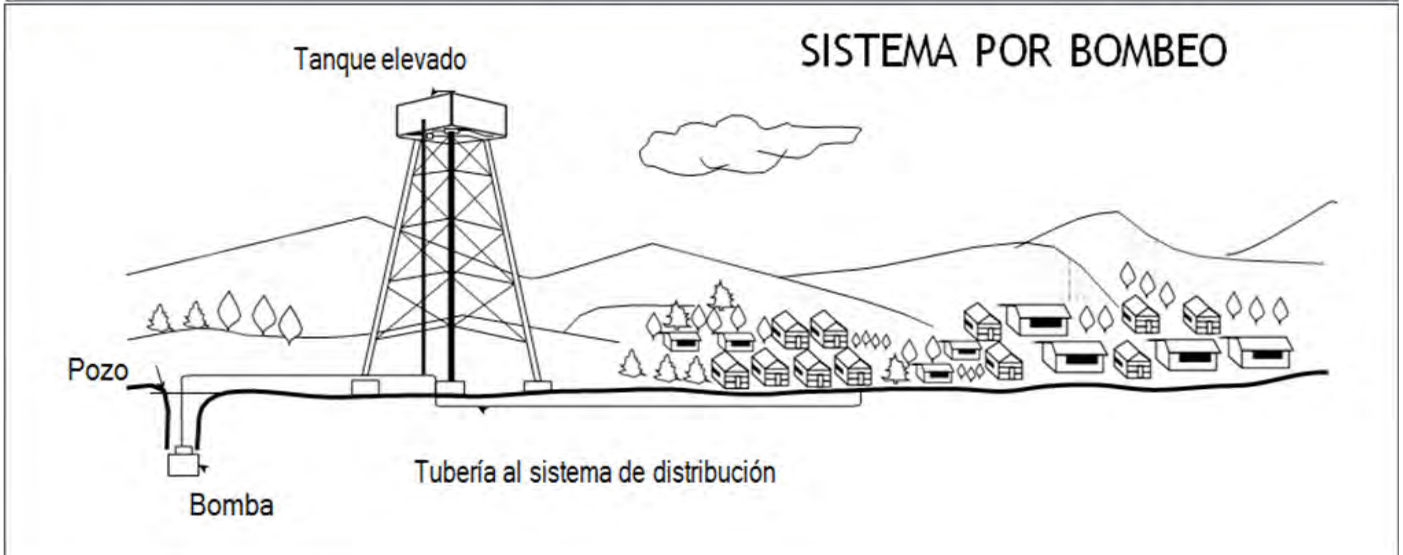 SISTEMA POR BOMBEO
Tanque elevado
Pozo
Tubería al sistema de distribución
Bomba